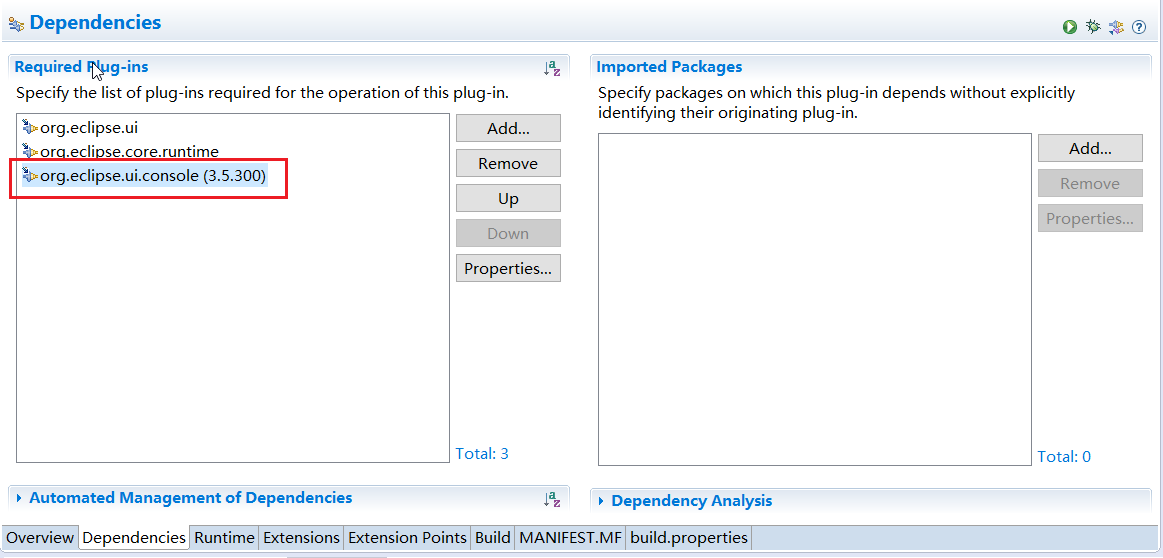 Dependencies
Required Plug-ins
Specify the list of plug-ins required for the operation of this plug-in.
org.eclipse.ui
org.eclipse.core.runtime
org.eclipse.ui.console (3.5.300)
Add...
Remove
Up
Down
Properties...
Total: 3
Imported Packages
Specify packages on which this plug-in depends without explicitly
identifying their originating plug-in.
Add...
Remove
Properties...
Total: 0
Automated Management of Dependencies
Dependency Analysis
Overview Dependencies Runtime Extensions Extension Points Build MANIFEST.MF build.properties